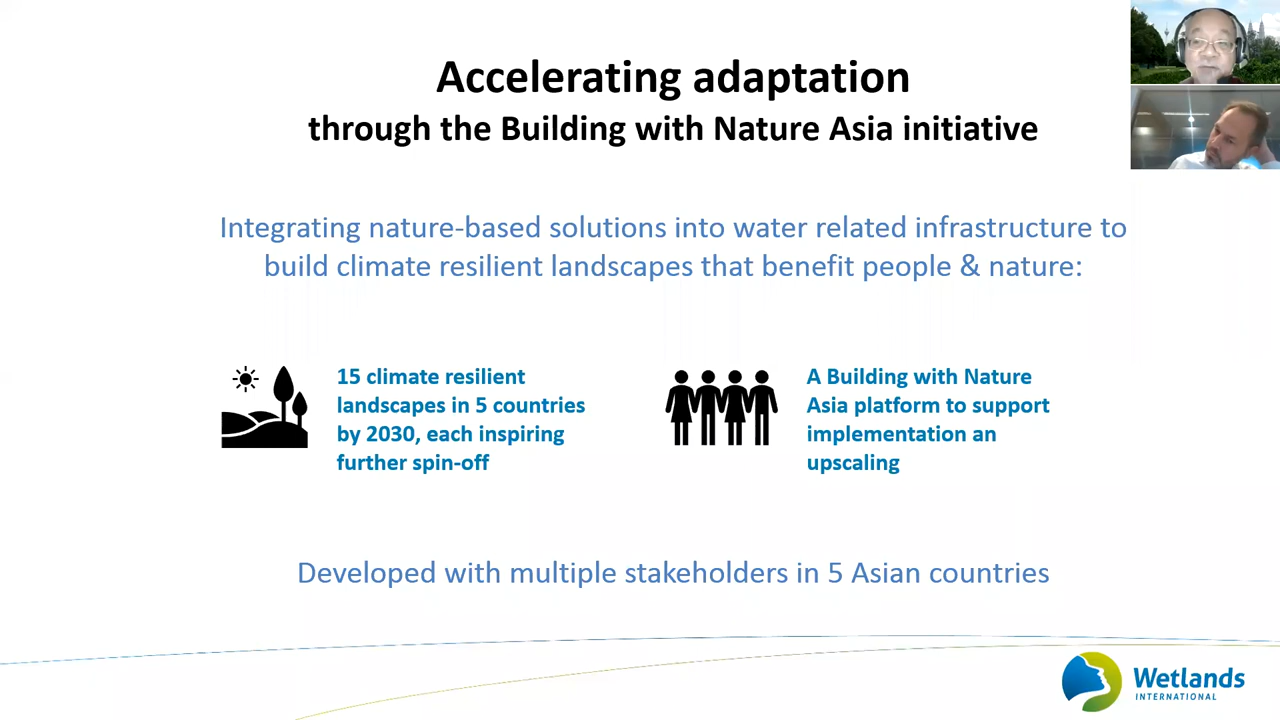 Accelerating adaptation
through the Building with Nature Asia initiative
Integrating nature-based solutions into water related infrastructure to
build climate resilient landscapes that benefit people & nature:
15 climate resilient
landscapes in 5 countries
by 2030, each inspiring
further spin-off
A Building with Nature
Asia platform to support
implementation an
upscaling
Developed with multiple stakeholders in 5 Asian countries
Wetlands
INTERNATIONAL